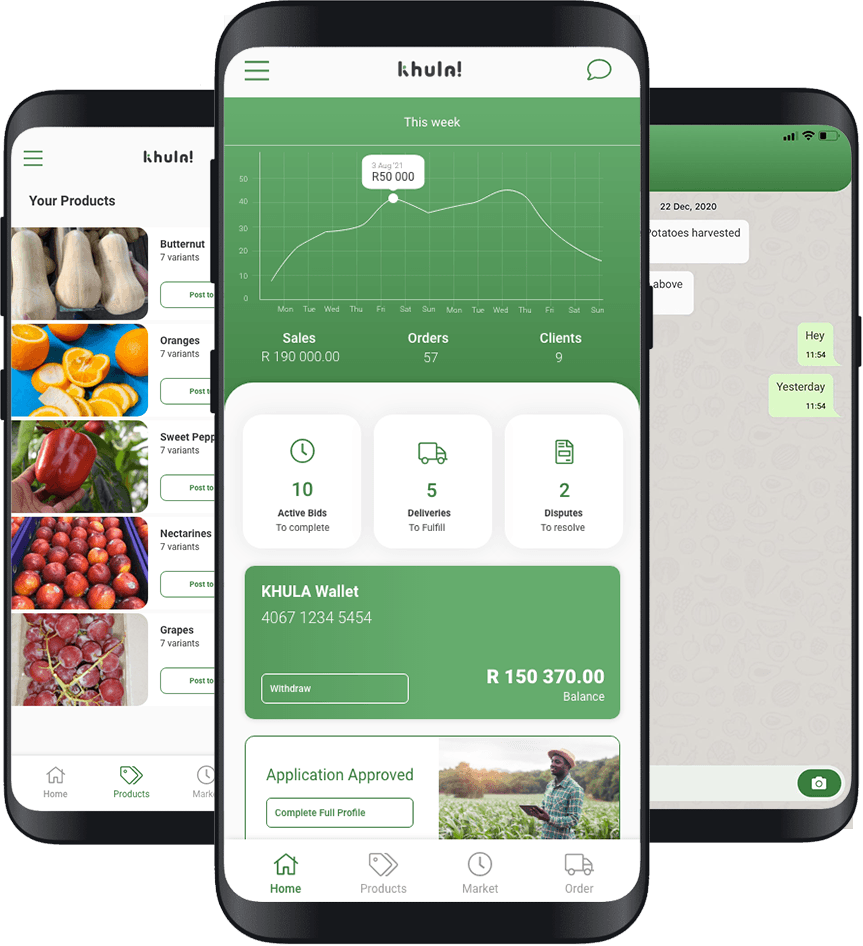 khula!
Your Products
Butternut
7 variants
Post to
Oranges
7 variants
Post to
Sweet Pepp
7 variants
Post to
Nectarines
7 variants
Post to
Grapes
7 variants
Post to
Home
Products
Marke
khula!
This week
3 Aug '21
R50 000
50
40
30
20
10
0
Mon Tue Wed Thu Fri Sat Sun Mon Tue Wed Thu Fri Sat Sun
Sales Orders Clients
R 190 000.00 57 9
10 5 2
Active Bids Deliveries Disputes
To complete To Fulfill To resolve
KHULA Wallet
4067 1234 5454
R 150 370.00
Withdraw
Balance
Application Approved
Complete Full Profile
Home Products Market Order
22 Dec, 2020
Potatoes harvested
above
Hey
11:54
Yesterday
11:54